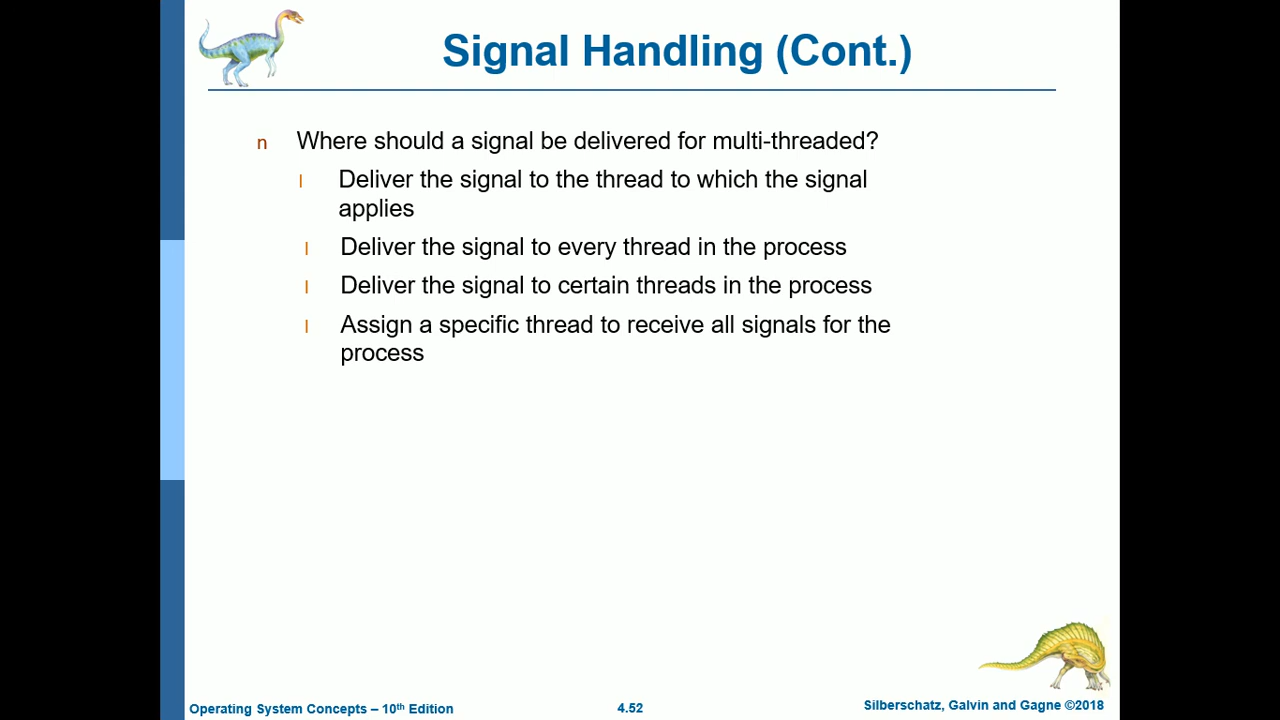 Signal Handling (Cont.)
n Where should a signal be delivered for multi-threaded?
l Deliver the signal to the thread to which the signal
applies
l Deliver the signal to every thread in the process
l Deliver the signal to certain threads in the process
l Assign a specific thread to receive all signals for the
process
Operating System Concepts – 10th Edition
4.52
Silberschatz, Galvin and Gagne ©2018